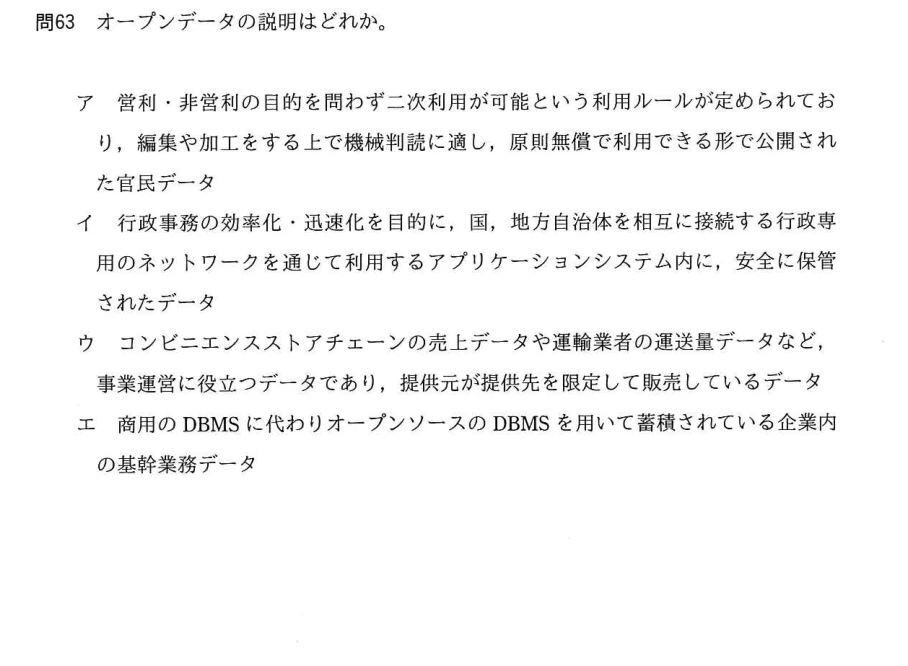 問63　オープンデータの説明はどれか。
ア　営利・非営利の目的を問わず二次利用が可能という利用ルールが定められてお
り，編集や加工をする上で機械判読に適し，原則無償で利用できる形で公開され
た官民データ
イ　行政事務の効率化・迅速化を目的に，国，地方自治体を相互に接続する行政専
用のネットワークを通じて利用するアプリケーションシステム内に，安全に保管
されたデータ
ウ　コンビニエンスストアチェーンの売上データや運輸業者の運送量データなど，
事業運営に役立つデータであり，提供元が提供先を限定して販売しているデータ
エ　商用の DBMS に代わりオープンソースの DBMS を用いて蓄積されている企業内
の基幹業務データ